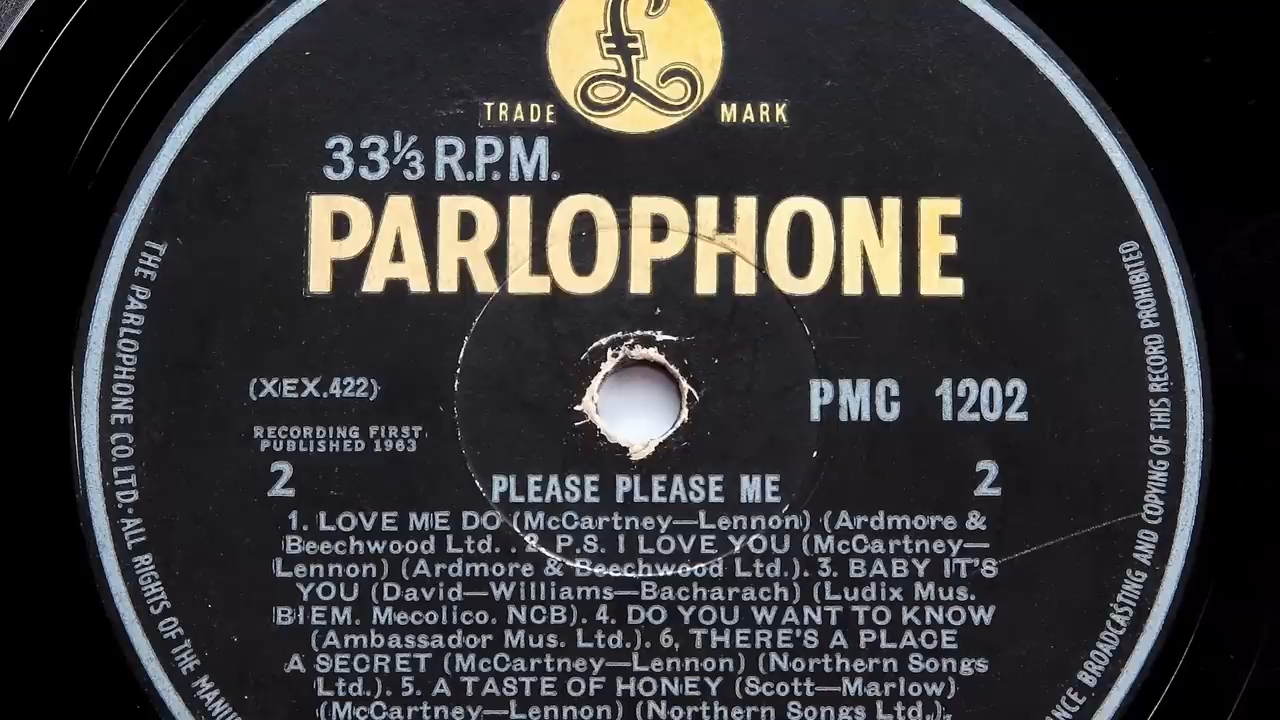 £
TRADE MARK
33⅓ R.P.M.
PARLOPHONE
(XEX.422)
PMC 1202
RECORDING FIRST
PUBLISHED 1963
2 2
PLEASE PLEASE ME
1. LOVE ME DO (McCartney—Lennon) (Ardmore &
Beechwood Ltd. . 2. P.S. I LOVE YOU (McCartney—
Lennon) (Ardmore & Beechwood Ltd.). 3. BABY IT'S
YOU (David—Williams—Bacharach) (Ludix Mus.
BIEM. Mecolico. NCB). 4. DO YOU WANT TO KNOW
(Ambassador Mus. Ltd.). 6, THERE'S A PLACE
A SECRET (McCartney—Lennon) (Northern Songs
Ltd.). 5. A TASTE OF HONEY (Scott—Marlow)
(McCartney—Lennon) (Northern Songs Ltd.).
THE PARLOPHONE CO. LTD. · ALL RIGHTS OF THE
BROADCASTING AND COPYING OF THIS RECORD PROHIBITED